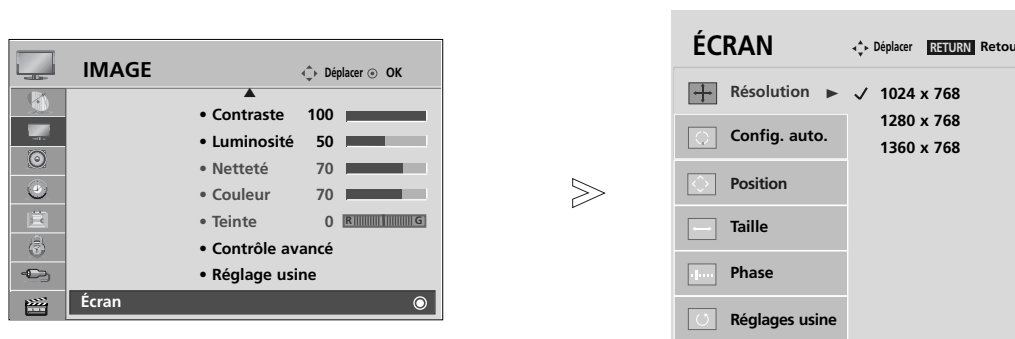 IMAGE
Déplacer OK
• Contraste 100
• Luminosité 50
• Netteté 70
• Couleur 70
• Teinte 0 R G
• Contrôle avancé
• Réglage usine
Écran
ÉCRAN
Déplacer RETURN Retou
Résolution ► ✓ 1024 x 768
1280 x 768
1360 x 768
Config. auto.
Position
Taille
Phase
Réglages usine